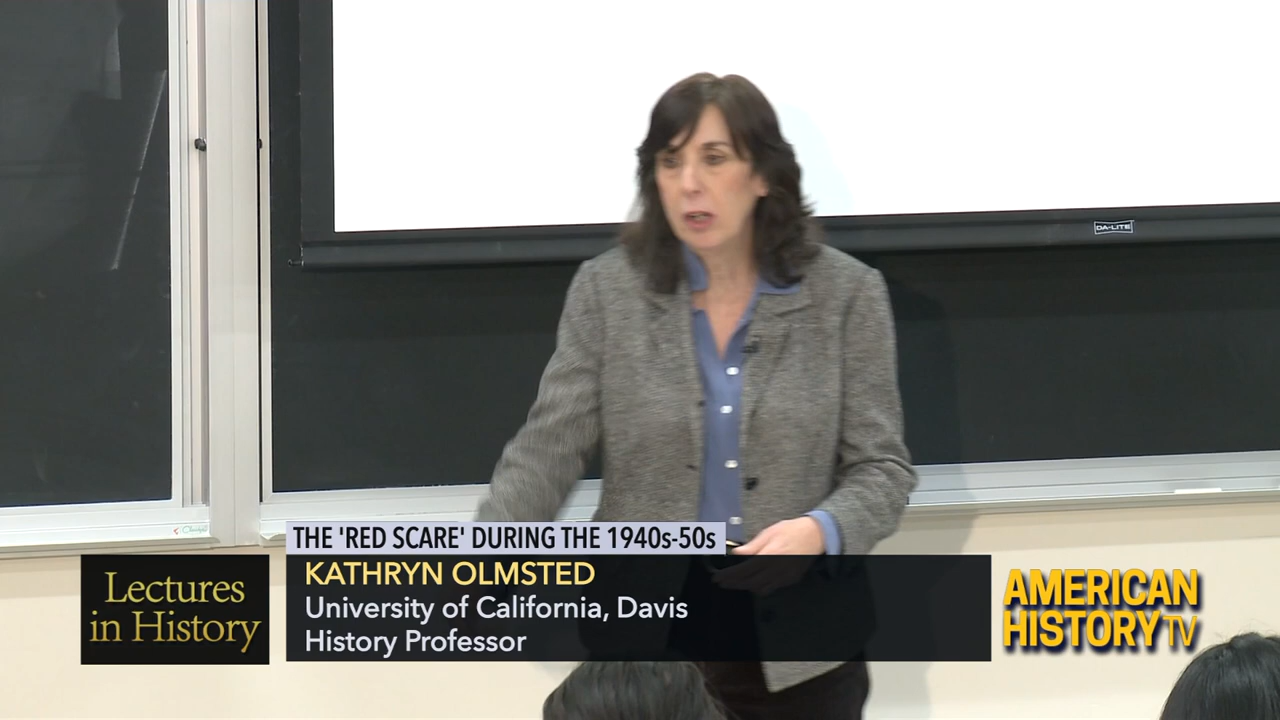 DA-LITE
THE 'RED SCARE' DURING THE 1940s-50s
Lectures
in History
KATHRYN OLMSTED
University of California, Davis
History Professor
AMERICAN
HISTORY TV